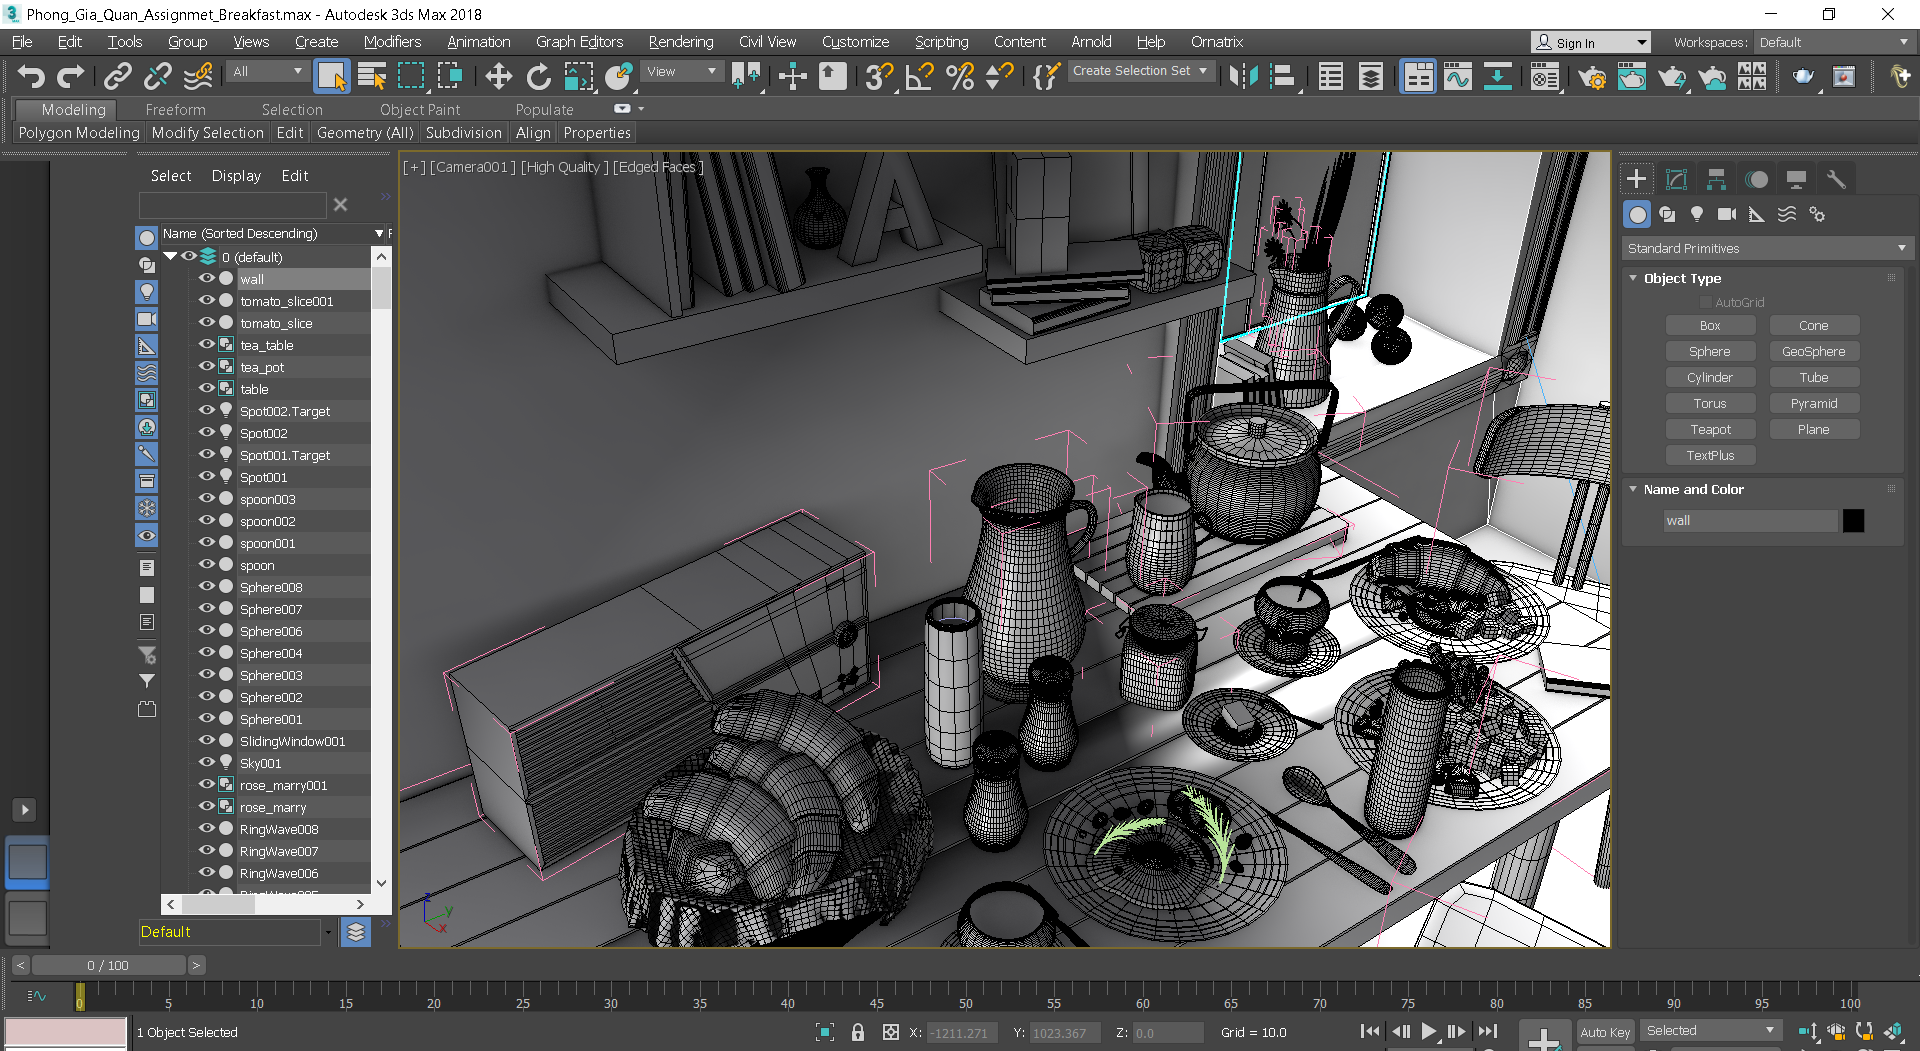 Phong_Gia_Quan_Assignmet_Breakfast.max - Autodesk 3ds Max 2018
File Edit Tools Group Views Create Modifiers Animation Graph Editors Rendering Civil View Customize Scripting Content Arnold Help Ornatrix Sign In Workspaces: Default
All View Create Selection Set
Modeling Freeform Selection Object Paint Populate
Polygon Modeling Modify Selection Edit Geometry (All) Subdivision Align Properties
[+] [Camera001] [High Quality] [Edged Faces]
Select Display Edit
Name (Sorted Descending)
0 (default)
wall
tomato_slice001
tomato_slice
tea_table
tea_pot
table
Spot002.Target
Spot002
Spot001.Target
Spot001
spoon003
spoon002
spoon001
spoon
Sphere008
Sphere007
Sphere006
Sphere004
Sphere003
Sphere002
Sphere001
SlidingWindow001
Sky001
rose_marry001
rose_marry
RingWave008
RingWave007
RingWave006
Default
Standard Primitives
Object Type
AutoGrid
Box Cone
Sphere GeoSphere
Cylinder Tube
Torus Pyramid
Teapot Plane
TextPlus
Name and Color
wall
A
z y x
< 0 / 100 >
0 5 10 15 20 25 30 35 40 45 50 55 60 65 70 75 80 85 90 95 100
1 Object Selected X: -1211.271 Y: 1023.367 Z: 0.0 Grid = 10.0 Auto Key Selected